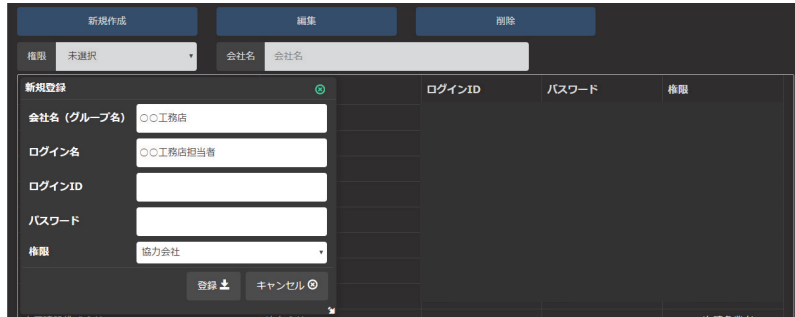 新規作成 編集 削除
権限 未選択 会社名 会社名
新規登録 ログインID パスワード 権限
会社名（グループ名） 〇〇工務店
ログイン名 〇〇工務店担当者
ログインID
パスワード
権限 協力会社
登録 キャンセル